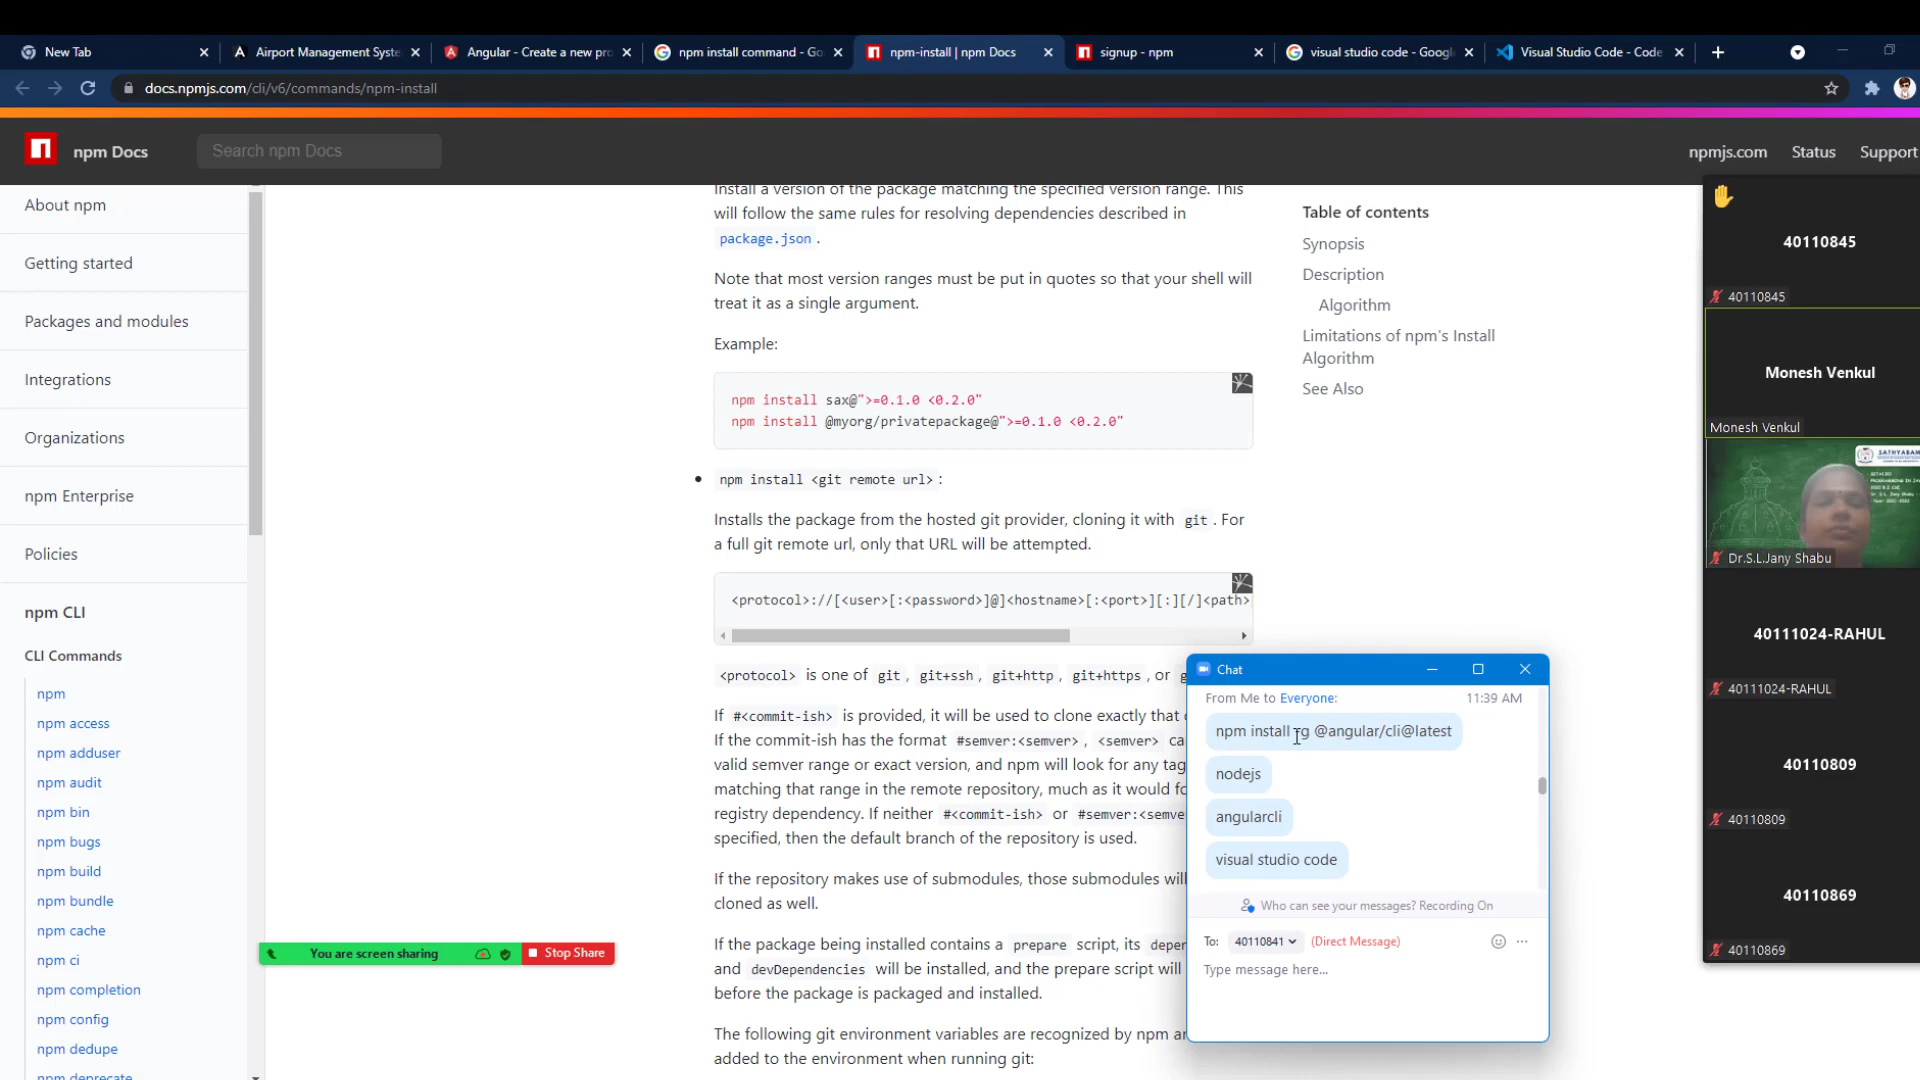 New Tab
Airport Management Syste
Angular - Create a new pro
npm install command - Go
npm-install | npm Docs
signup - npm
visual studio code - Google
Visual Studio Code - Code
docs.npmjs.com/cli/v6/commands/npm-install
npm Docs
Search npm Docs
npmjs.com
Status
Support
About npm
Getting started
Packages and modules
Integrations
Organizations
npm Enterprise
Policies
npm CLI
CLI Commands
npm
npm access
npm adduser
npm audit
npm bin
npm bugs
npm build
npm bundle
npm cache
npm ci
npm completion
npm config
npm dedupe
npm deprecate
Install a version of the package matching the specified version range. This
will follow the same rules for resolving dependencies described in
package.json .
Note that most version ranges must be put in quotes so that your shell will
treat it as a single argument.
Example:
npm install sax@">=0.1.0 <0.2.0"
npm install @myorg/privatepackage@">=0.1.0 <0.2.0"
npm install <git remote url> :
Installs the package from the hosted git provider, cloning it with git . For
a full git remote url, only that URL will be attempted.
<protocol>://[<user>[:<password>]@]<hostname>[:<port>][:][/]<path>
<protocol> is one of git , git+ssh , git+http , git+https , or g
If #<commit-ish> is provided, it will be used to clone exactly that c
If the commit-ish has the format #semver:<semver> , <semver> ca
valid semver range or exact version, and npm will look for any tag
matching that range in the remote repository, much as it would fo
registry dependency. If neither #<commit-ish> or #semver:<semve
specified, then the default branch of the repository is used.
If the repository makes use of submodules, those submodules will
cloned as well.
If the package being installed contains a prepare script, its depen
and devDependencies will be installed, and the prepare script will
before the package is packaged and installed.
The following git environment variables are recognized by npm an
added to the environment when running git:
Table of contents
Synopsis
Description
Algorithm
Limitations of npm's Install
Algorithm
See Also
You are screen sharing
Stop Share
Chat
From Me to Everyone:
11:39 AM
npm install g @angular/cli@latest
nodejs
angularcli
visual studio code
Who can see your messages? Recording On
To: 40110841 (Direct Message)
Type message here...
40110845
40110845
Monesh Venkul
Monesh Venkul
SATHYABAM
Dr.S.L.Jany Shabu
40111024-RAHUL
40111024-RAHUL
40110809
40110809
40110869
40110869